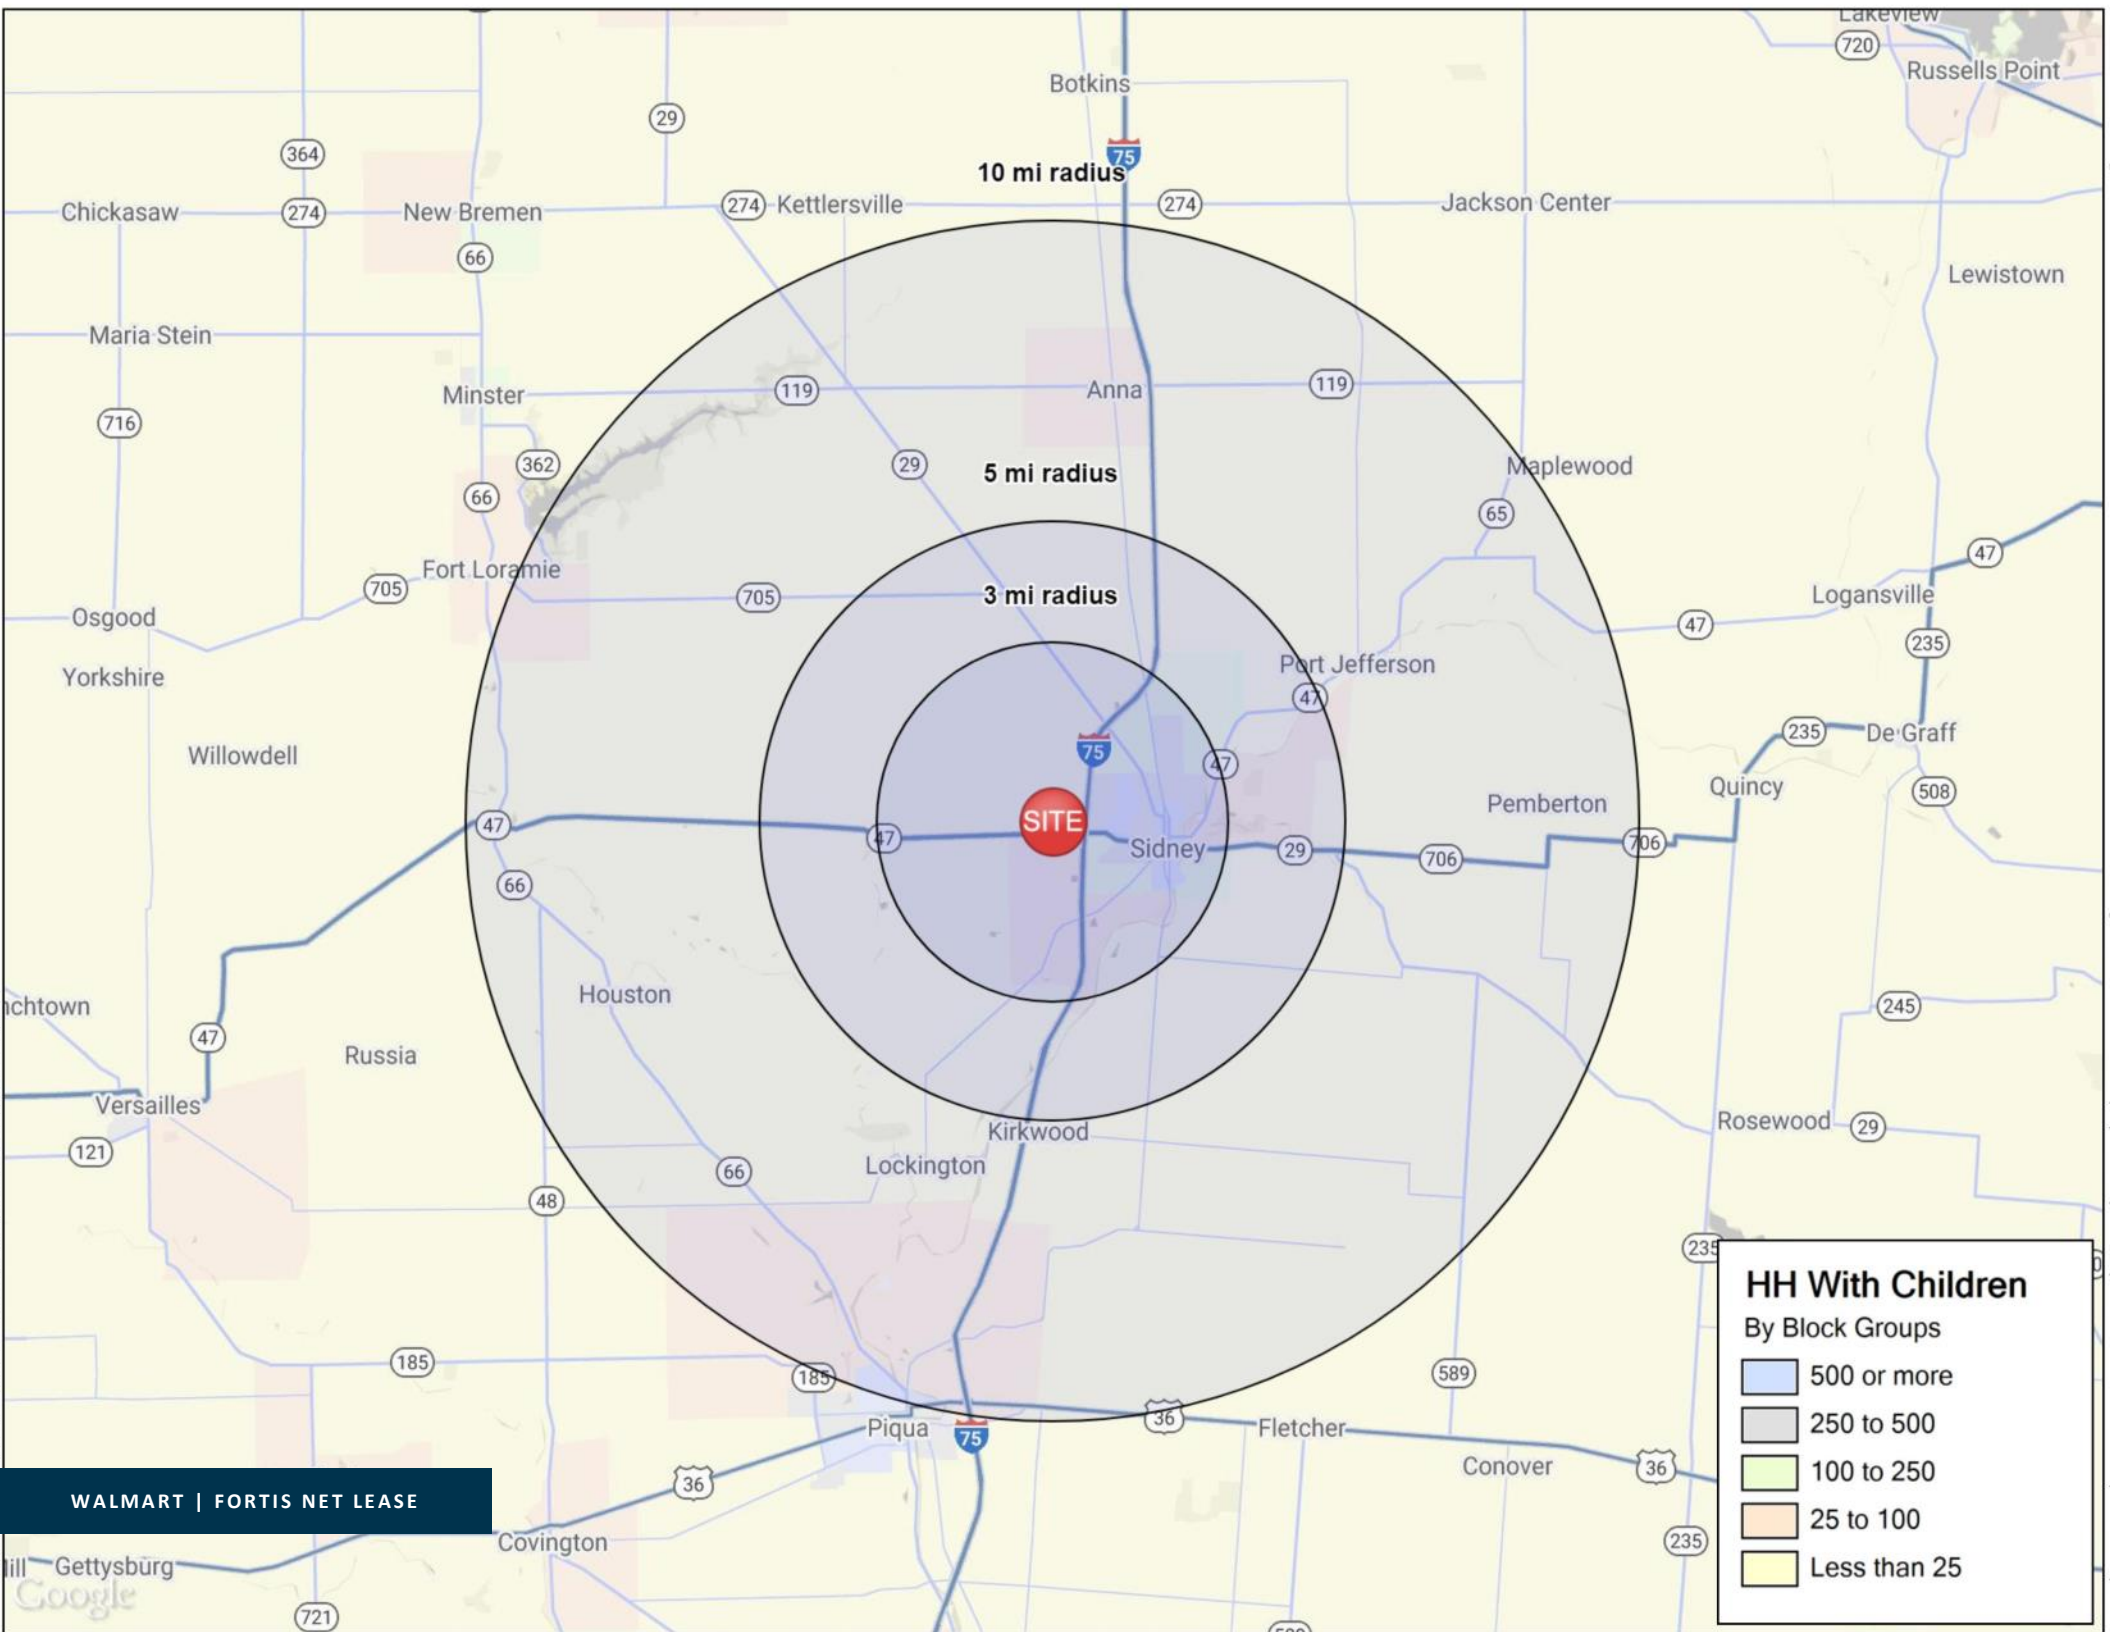 Lakeview
720
Russells Point
Botkins
29
75
364
10 mi radius
Chickasaw
274
New Bremen
274
Kettlersville
274
Jackson Center
66
Lewistown
Maria Stein
Minster
119
Anna
119
716
362
29
5 mi radius
Maplewood
66
65
47
Fort Loramie
705
705
3 mi radius
Logansville
Osgood
47
235
Yorkshire
Port Jefferson
47
Willowdell
75
47
235
De Graff
Quincy
508
Pemberton
SITE
47
47
Sidney
29
706
706
66
Houston
nchtown
245
47
Russia
Versailles
121
Kirkwood
Lockington
Rosewood
29
66
48
235
HH With Children
By Block Groups
500 or more
250 to 500
100 to 250
25 to 100
Less than 25
185
185
589
36
Piqua
75
Fletcher
Conover
36
36
WALMART | FORTIS NET LEASE
Covington
235
ill
Gettysburg
Google
721